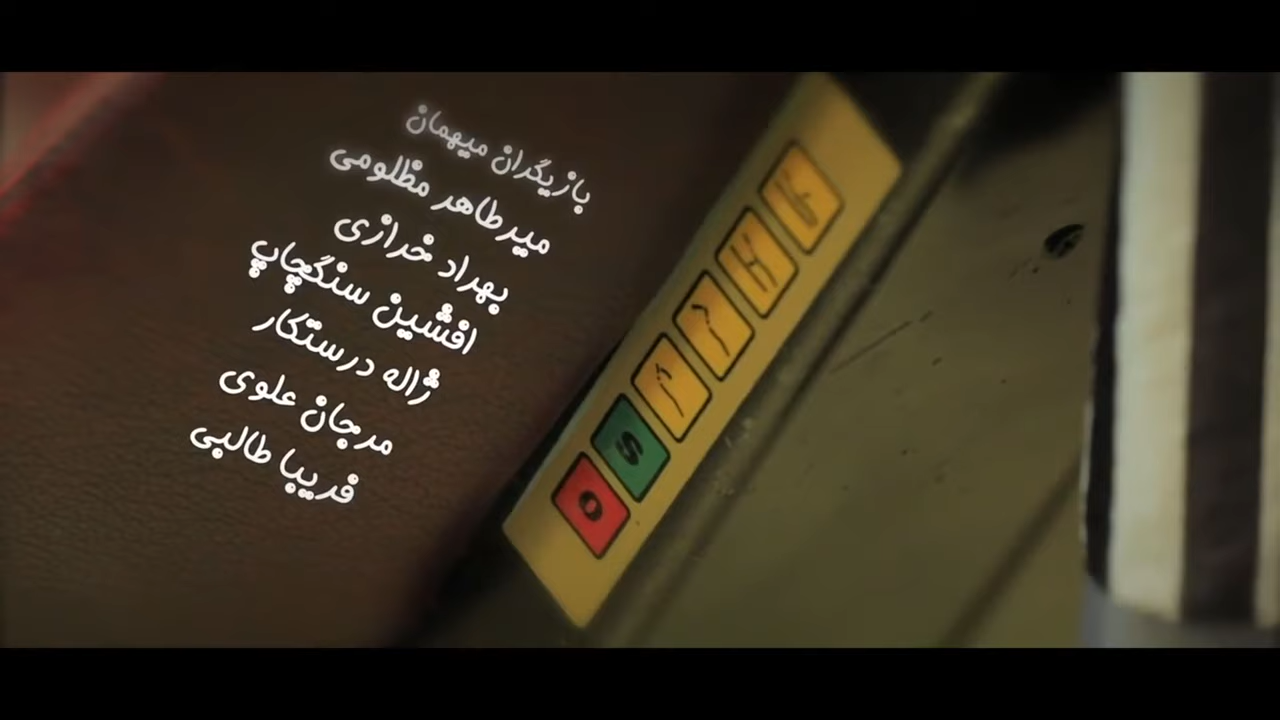 بازیگران میهمان
میرطاهر مظلومی
بهراد خرازی
افشین سنگچاپ
ژاله درستکار
مرجان علوی
فریبا طالبی
S
O